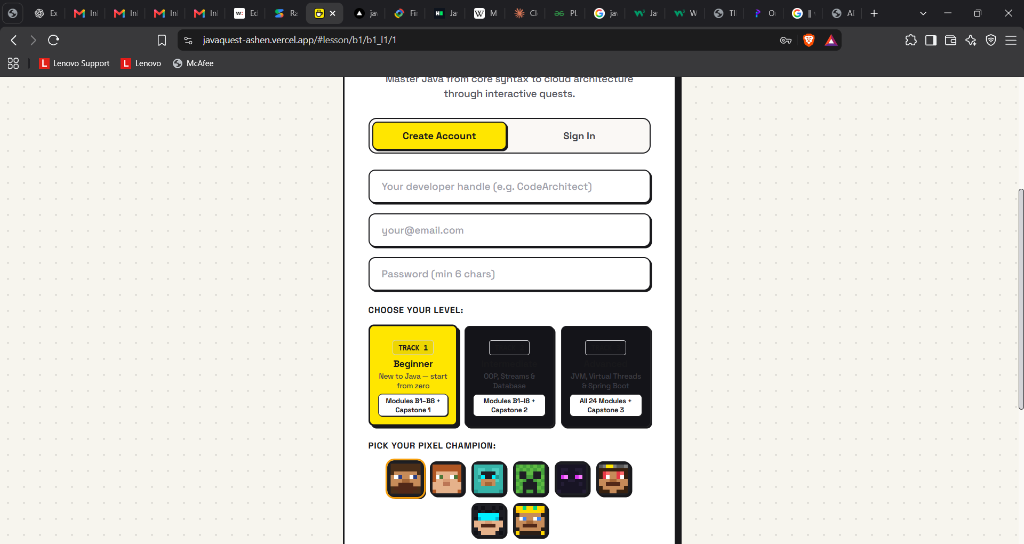 javaquest-ashen.vercel.app/#lesson/b1/b1_l1/1
Lenovo Support
Lenovo
McAfee
Master Java from core syntax to cloud architecture
through interactive quests.
Create Account
Sign In
Your developer handle (e.g. CodeArchitect)
your@email.com
Password (min 6 chars)
CHOOSE YOUR LEVEL:
TRACK 1
Beginner
New to Java — start
from zero
Modules B1–B8 +
Capstone 1
OOP, Streams &
Database
Modules B1–I8 +
Capstone 2
JVM, Virtual Threads
& Spring Boot
All 24 Modules +
Capstone 3
PICK YOUR PIXEL CHAMPION: